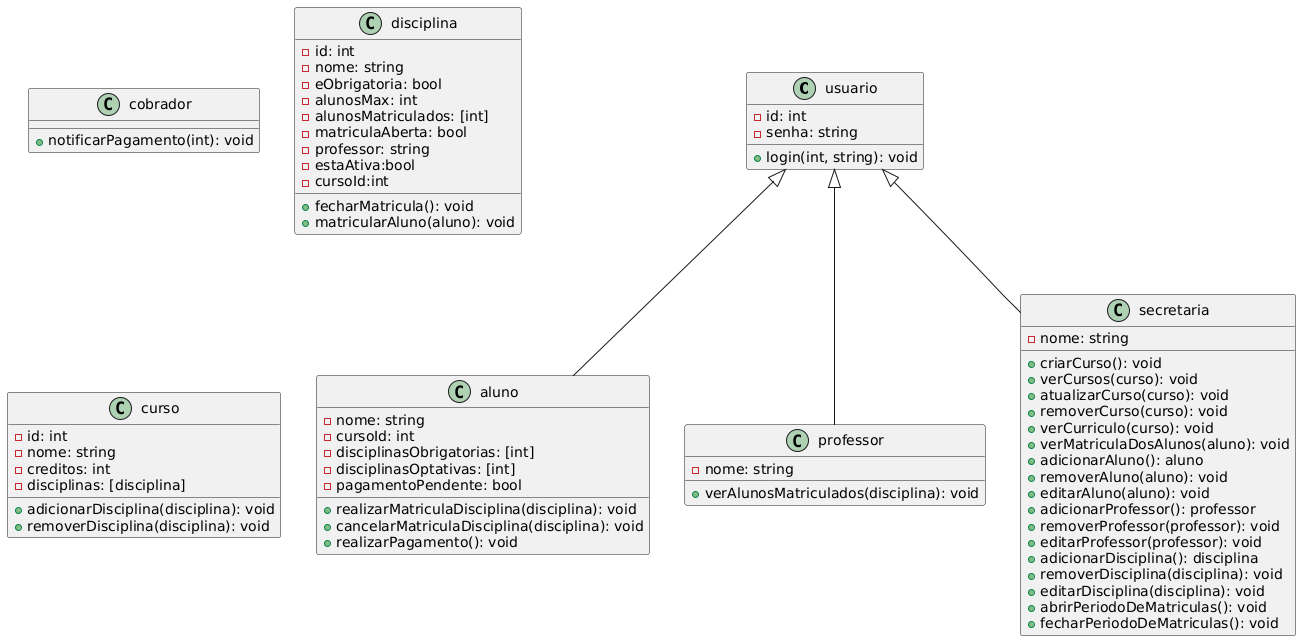 C cobrador
notificarPagamento(int): void
C disciplina
id: int
nome: string
eObrigatoria: bool
alunosMax: int
alunosMatriculados: [int]
matriculaAberta: bool
professor: string
estaAtiva:bool
cursoId:int
fecharMatricula(): void
matricularAluno(aluno): void
C usuario
id: int
senha: string
login(int, string): void
C curso
id: int
nome: string
creditos: int
disciplinas: [disciplina]
adicionarDisciplina(disciplina): void
removerDisciplina(disciplina): void
C aluno
nome: string
cursoId: int
disciplinasObrigatorias: [int]
disciplinasOptativas: [int]
pagamentoPendente: bool
realizarMatriculaDisciplina(disciplina): void
cancelarMatriculaDisciplina(disciplina): void
realizarPagamento(): void
C professor
nome: string
verAlunosMatriculados(disciplina): void
C secretaria
nome: string
criarCurso(): void
verCursos(curso): void
atualizarCurso(curso): void
removerCurso(curso): void
verCurriculo(curso): void
verMatriculaDosAlunos(aluno): void
adicionarAluno(): aluno
removerAluno(aluno): void
editarAluno(aluno): void
adicionarProfessor(): professor
removerProfessor(professor): void
editarProfessor(professor): void
adicionarDisciplina(): disciplina
removerDisciplina(disciplina): void
editarDisciplina(disciplina): void
abrirPeriodoDeMatriculas(): void
fecharPeriodoDeMatriculas(): void